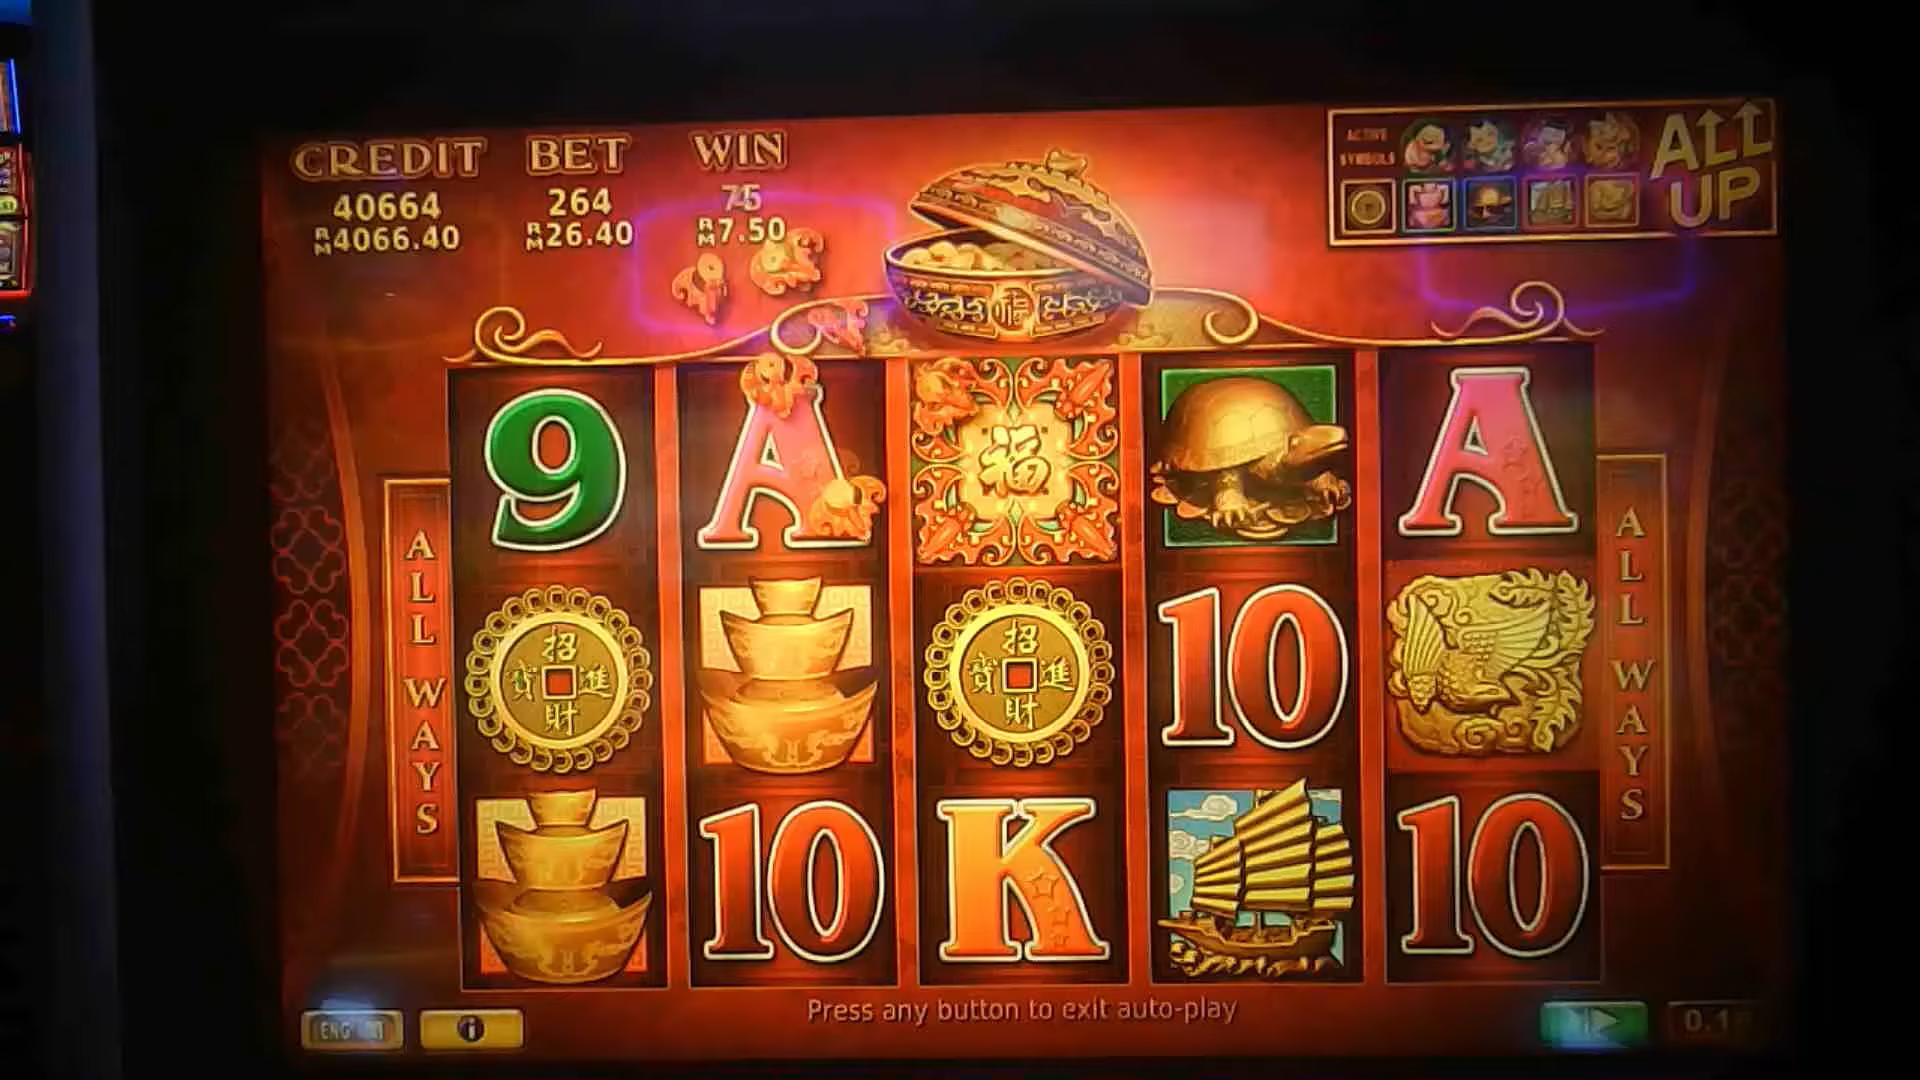 CREDIT BET WIN
40664 264 75
RM4066.40 RM26.40 RM7.50
ACTIVE
SYMBOLS
ALL
UP
福
9 A A
福
ALL WAYS
ALL WAYS
招
寶 進
財
招
寶 進
財
10
10 K 10
Press any button to exit auto-play